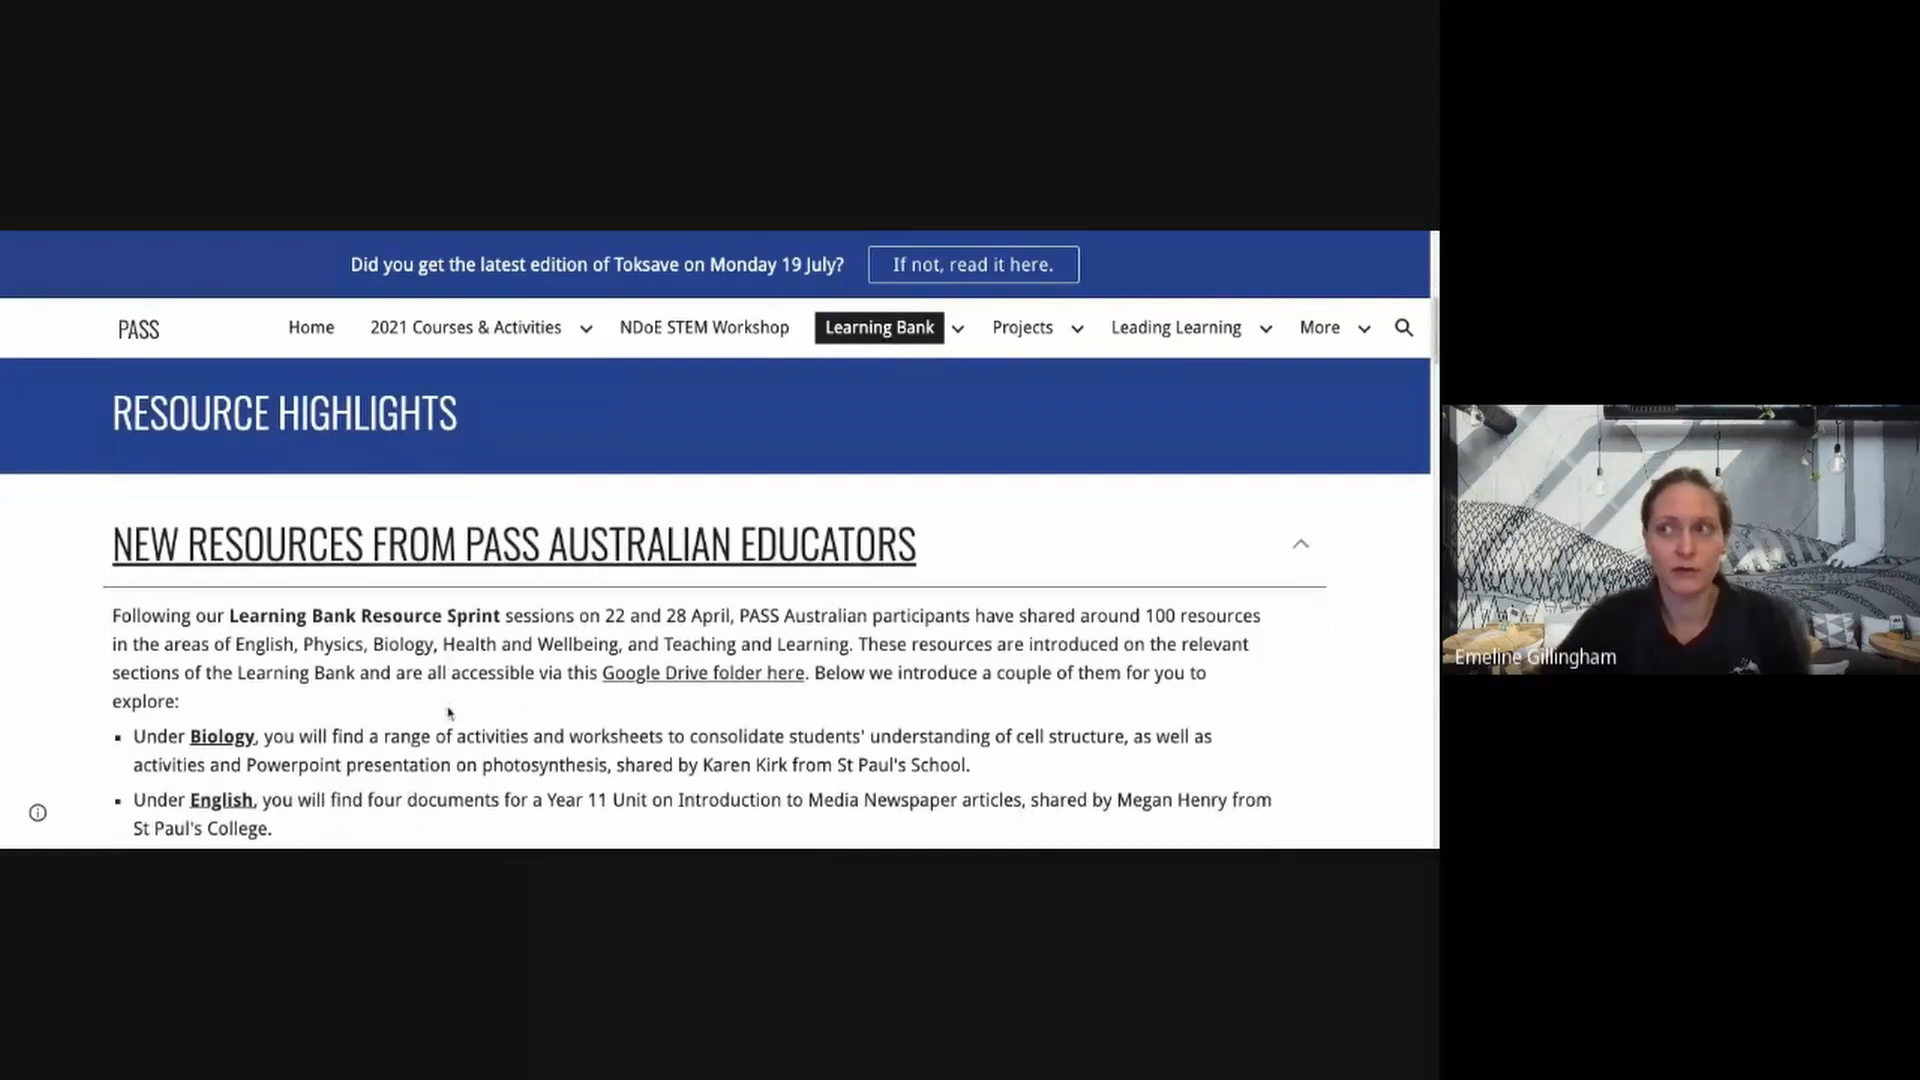 Did you get the latest edition of Toksave on Monday 19 July? If not, read it here.
PASS Home 2021 Courses & Activities NDoE STEM Workshop Learning Bank Projects Leading Learning More
RESOURCE HIGHLIGHTS
NEW RESOURCES FROM PASS AUSTRALIAN EDUCATORS
Following our Learning Bank Resource Sprint sessions on 22 and 28 April, PASS Australian participants have shared around 100 resources
in the areas of English, Physics, Biology, Health and Wellbeing, and Teaching and Learning. These resources are introduced on the relevant
sections of the Learning Bank and are all accessible via this Google Drive folder here. Below we introduce a couple of them for you to
explore:
▪ Under Biology, you will find a range of activities and worksheets to consolidate students' understanding of cell structure, as well as
activities and Powerpoint presentation on photosynthesis, shared by Karen Kirk from St Paul's School.
▪ Under English, you will find four documents for a Year 11 Unit on Introduction to Media Newspaper articles, shared by Megan Henry from
St Paul's College.
Emeline Gillingham